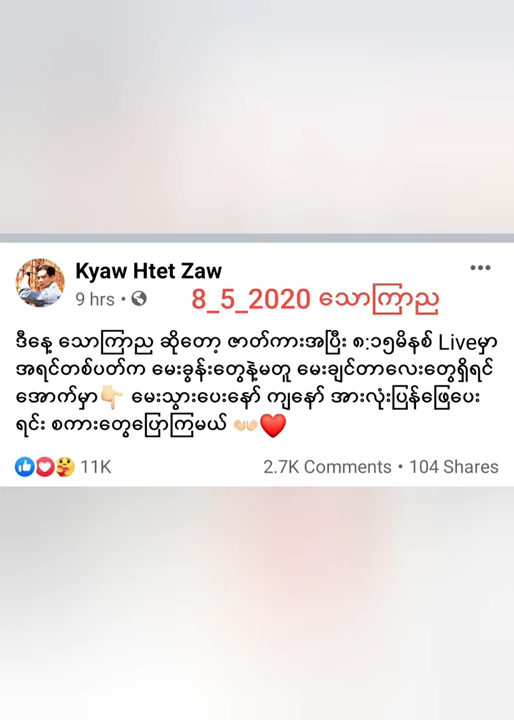 Kyaw Htet Zaw
9 hrs • 8_5_2020 သောကြာည
ဒီနေ့ သောကြာည ဆိုတော့ ဇာတ်ကားအပြီး ၈:၁၅မိနစ် Liveမှာ
အရင်တစ်ပတ်က မေးခွန်းတွေနဲ့မတူ မေးချင်တာလေးတွေရှိရင်
အောက်မှာ👇🏻 မေးသွားပေးနော် ကျနော် အားလုံးပြန်ဖြေပေး
ရင်း စကားတွေပြောကြမယ် 👐🏻❤️
11K 2.7K Comments • 104 Shares